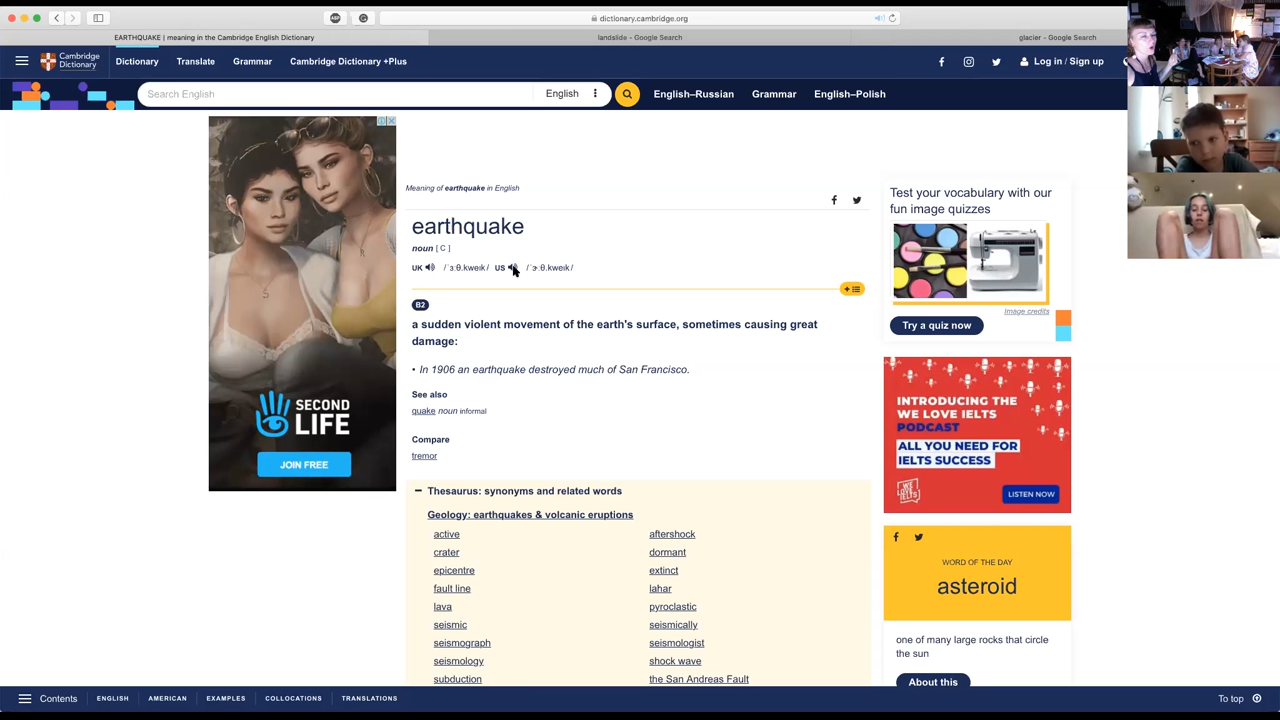 dictionary.cambridge.org
EARTHQUAKE | meaning in the Cambridge English Dictionary
landslide - Google Search
glacier - Google Search
Cambridge Dictionary
Dictionary
Translate
Grammar
Cambridge Dictionary +Plus
Log in / Sign up
Search English
English
English–Russian
Grammar
English–Polish
Meaning of earthquake in English
earthquake
noun [ C ]
UK /ˈɜːθ.kweɪk/ US /ˈɝːθ.kweɪk/
B2
a sudden violent movement of the earth's surface, sometimes causing great
damage:
• In 1906 an earthquake destroyed much of San Francisco.
See also
quake noun informal
Compare
tremor
Thesaurus: synonyms and related words
Geology: earthquakes & volcanic eruptions
active
aftershock
crater
dormant
epicentre
extinct
fault line
lahar
lava
pyroclastic
seismic
seismically
seismograph
seismologist
seismology
shock wave
subduction
the San Andreas Fault
SECOND
LIFE
JOIN FREE
Test your vocabulary with our
fun image quizzes
Image credits
Try a quiz now
INTRODUCING THE
WE LOVE IELTS
PODCAST
ALL YOU NEED FOR
IELTS SUCCESS
WE
IELTS
LISTEN NOW
WORD OF THE DAY
asteroid
one of many large rocks that circle
the sun
About this
Contents
ENGLISH
AMERICAN
EXAMPLES
COLLOCATIONS
TRANSLATIONS
To top